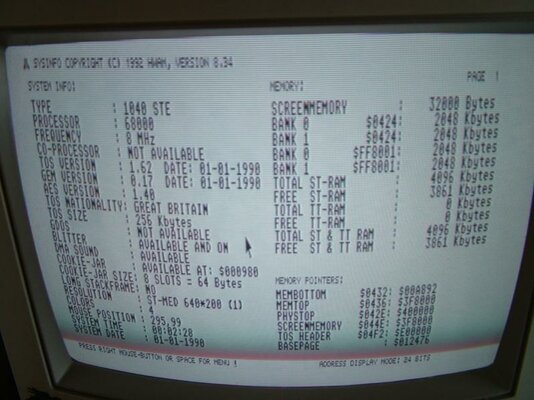 SYSINFO COPYRIGHT (C) 1992 HWAM, VERSION 8.34
PAGE 1
SYSTEM INFO:
TYPE : 1040 STE
PROCESSOR : 68000
FREQUENCY : 8 MHz
CO-PROCESSOR : NOT AVAILABLE
TOS VERSION : 1.62 DATE: 01-01-1990
GEM VERSION : 0.17 DATE: 01-01-1990
AES VERSION : 1.40
TOS NATIONALITY: GREAT BRITAIN
TOS SIZE : 256 Kbytes
GDOS : NOT AVAILABLE
BLITTER : AVAILABLE AND ON
DMA SOUND : AVAILABLE
COOKIE-JAR : AVAILABLE AT: $000980
COOKIE-JAR SIZE: 8 SLOTS = 64 Bytes
LONG STACKFRAME: NO
RESOLUTION : ST-MED 640*200 (1)
COLORS : 4
MOUSE POSITION : 295,99
SYSTEM TIME : 00:02:28
SYSTEM DATE : 01-01-1990
MEMORY:
SCREENMEMORY : 32000 Bytes
BANK 0 $0424: 2048 Kbytes
BANK 1 $0424: 2048 Kbytes
BANK 0 $FF8001: 2048 Kbytes
BANK 1 $FF8001: 2048 Kbytes
TOTAL ST-RAM : 4096 Kbytes
FREE ST-RAM : 3861 Kbytes
TOTAL TT-RAM : 0 Kbytes
FREE TT-RAM : 0 Kbytes
TOTAL ST & TT RAM : 4096 Kbytes
FREE ST & TT RAM : 3861 Kbytes
MEMORY POINTERS:
MEMBOTTOM $0432: $00A892
MEMTOP $0436: $3F8000
PHYSTOP $042E: $400000
SCREENMEMORY $044E: $3F8000
TOS HEADER $04F2: $E00000
BASEPAGE : $012476
PRESS RIGHT MOUSE-BUTTON OR SPACE FOR MENU !
ADDRESS DISPLAY MODE: 24 BITS